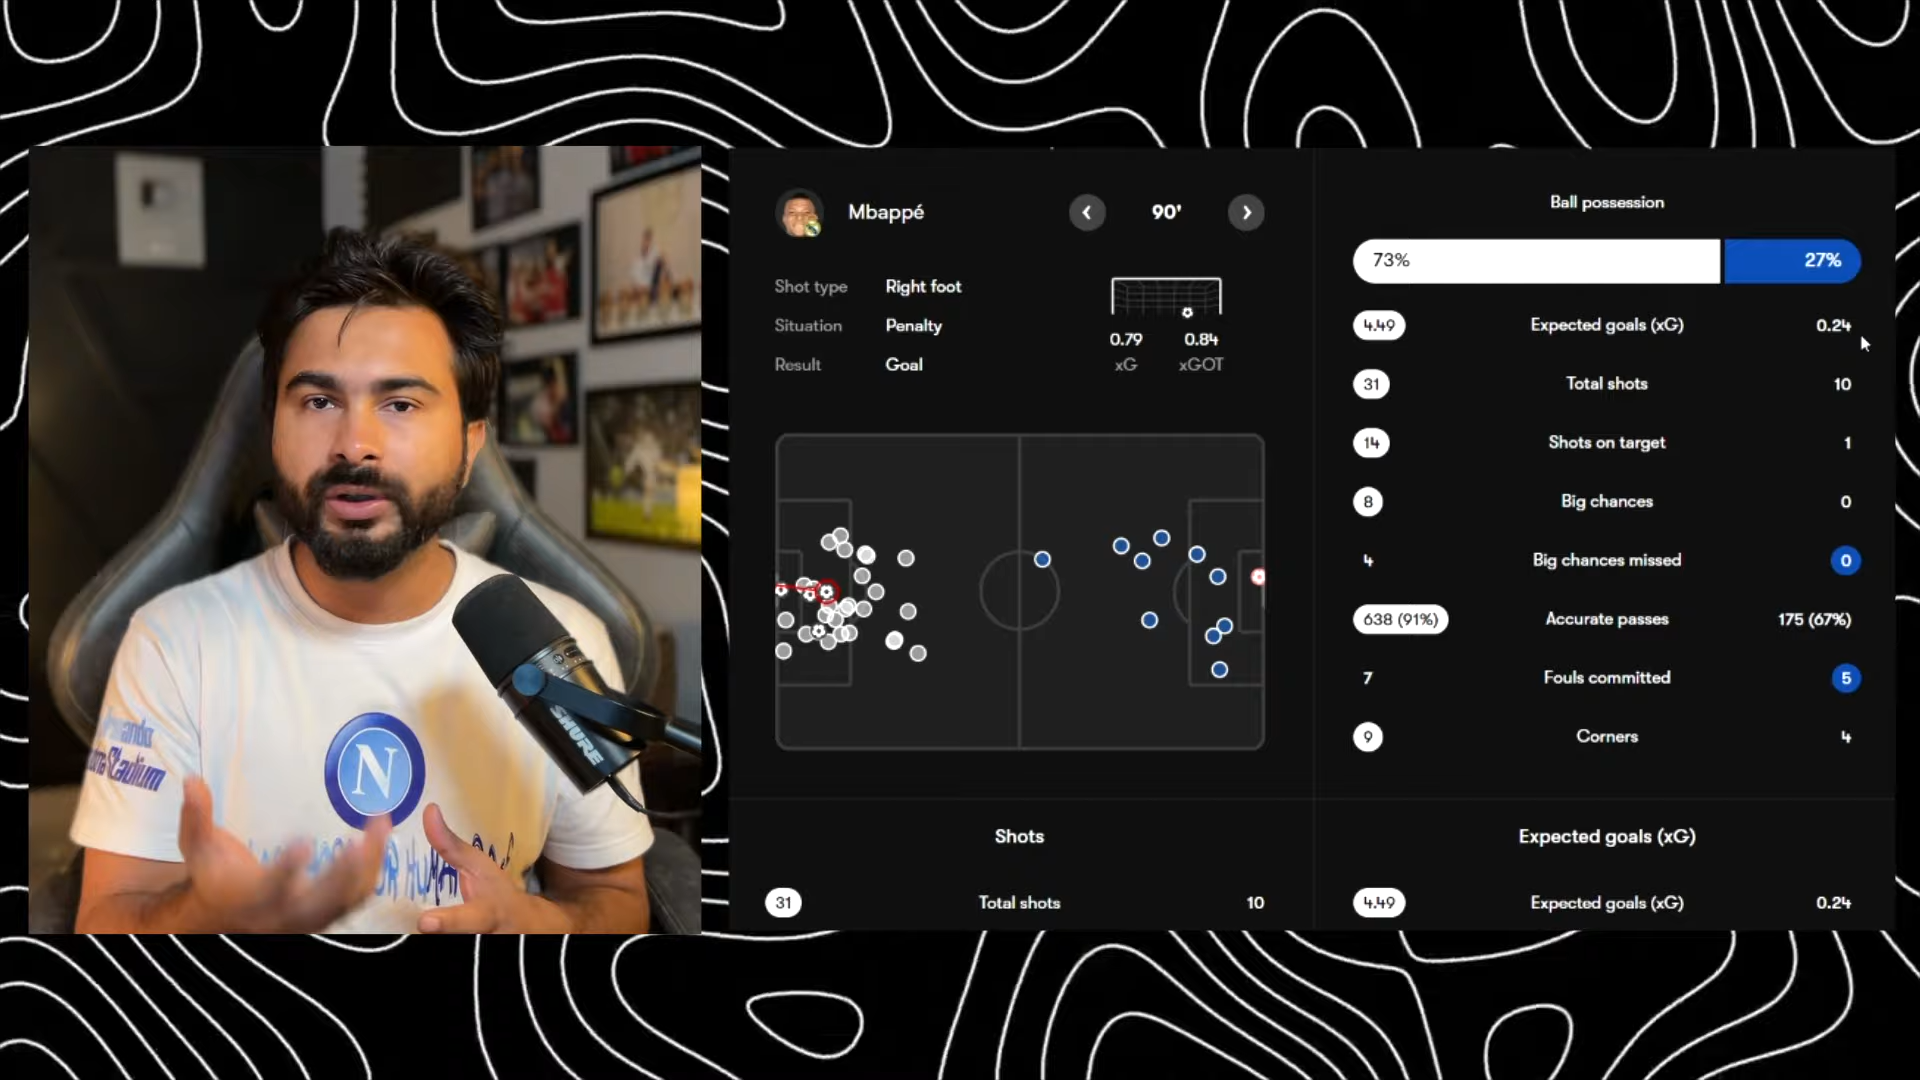 Mbappé
90'
Shot type Right foot
Situation Penalty
Result Goal
0.79 0.84
xG xGOT
Shots
31 Total shots 10
Ball possession
73% 27%
4.49 Expected goals (xG) 0.24
31 Total shots 10
14 Shots on target 1
8 Big chances 0
4 Big chances missed 0
638 (91%) Accurate passes 175 (67%)
7 Fouls committed 5
9 Corners 4
Expected goals (xG)
4.49 Expected goals (xG) 0.24
SHURE
N
Stadium